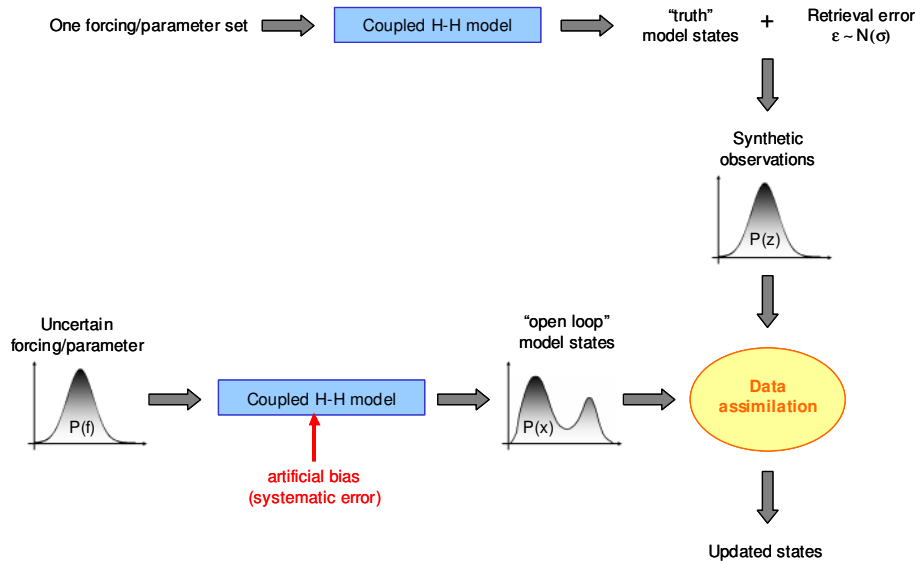 One forcing/parameter set
Coupled H-H model
“truth”
model states
+
Retrieval error
ε ~ N(σ)
Synthetic
observations
P(z)
Uncertain
forcing/parameter
P(f)
Coupled H-H model
artificial bias
(systematic error)
“open loop”
model states
P(x)
Data
assimilation
Updated states